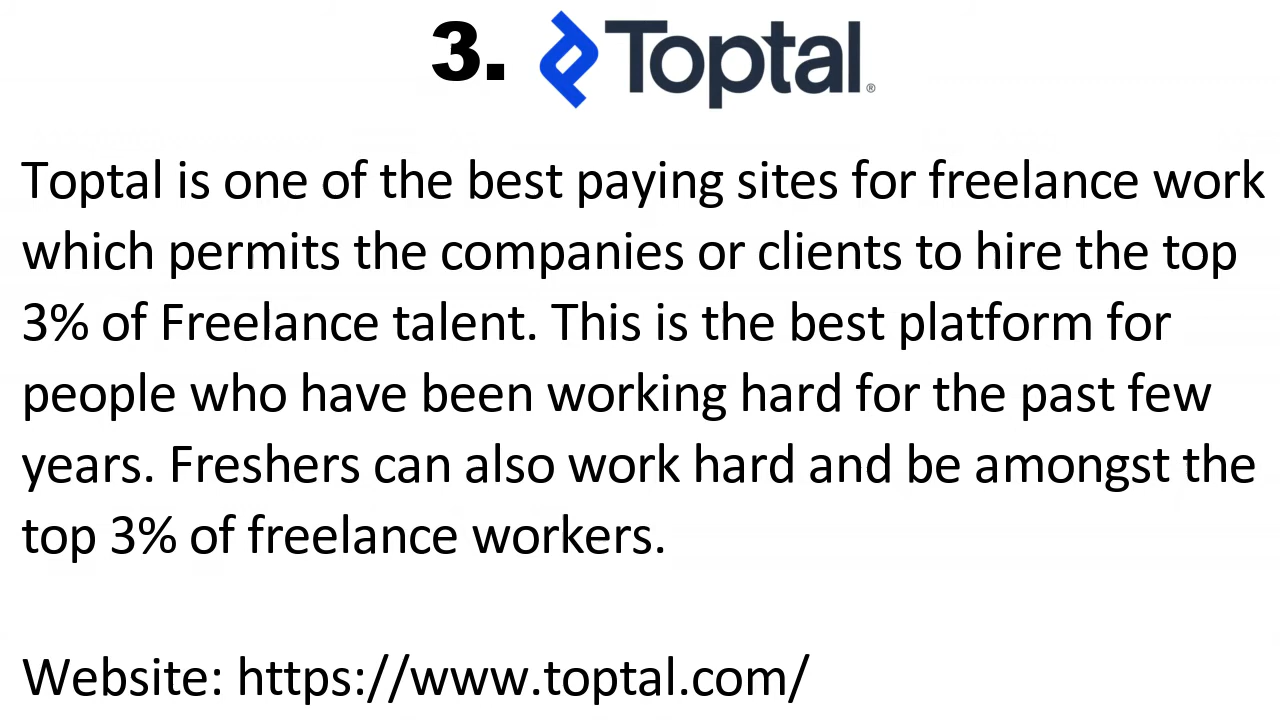 3. Toptal®
Toptal is one of the best paying sites for freelance work
which permits the companies or clients to hire the top
3% of Freelance talent. This is the best platform for
people who have been working hard for the past few
years. Freshers can also work hard and be amongst the
top 3% of freelance workers.
Website: https://www.toptal.com/